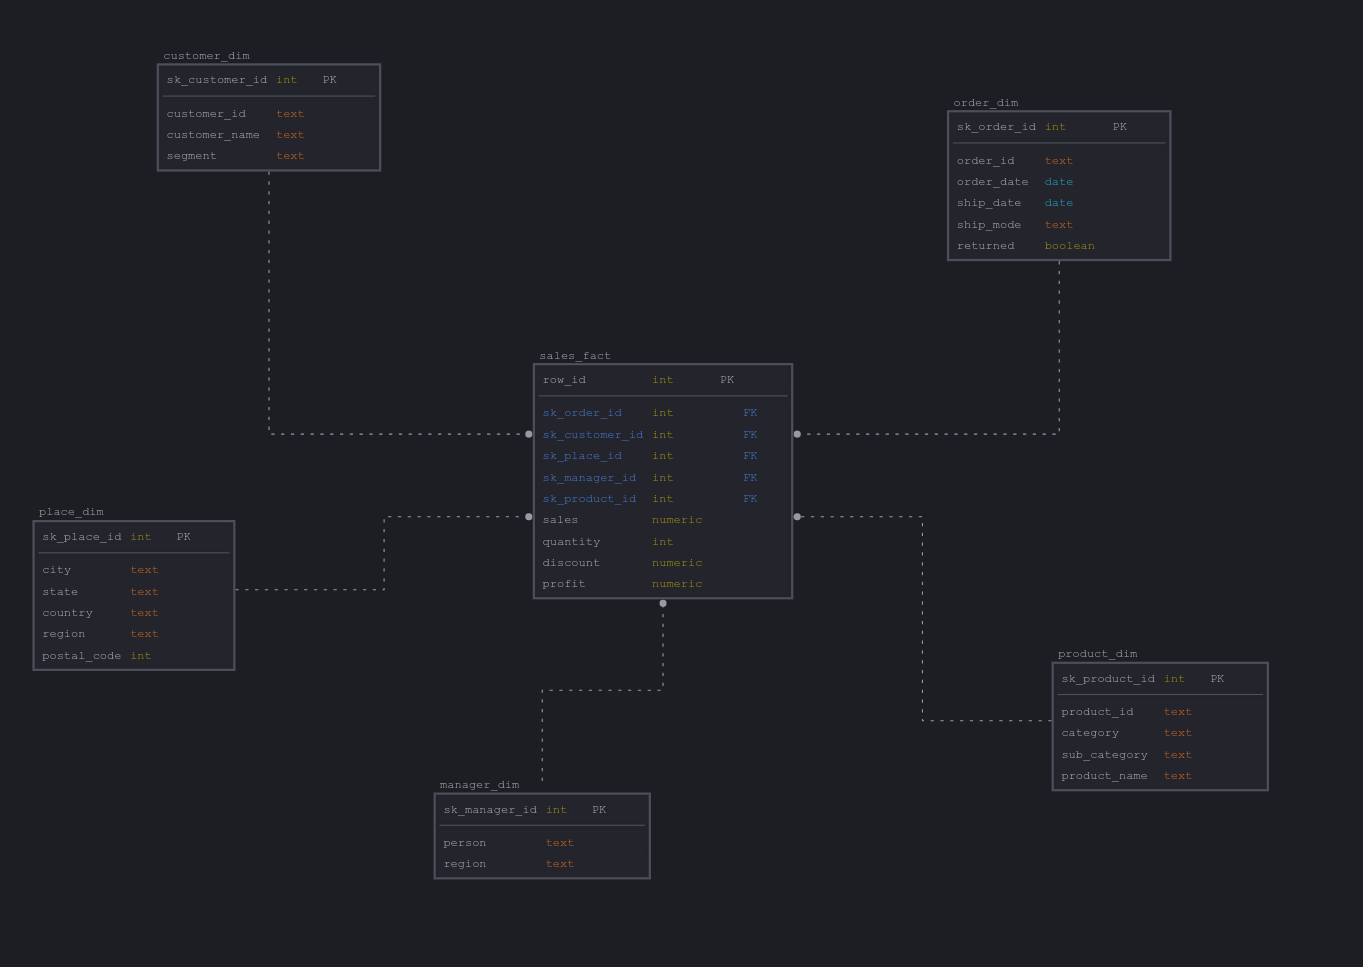 customer_dim
sk_customer_id int PK
customer_id text
customer_name text
segment text
order_dim
sk_order_id int PK
order_id text
order_date date
ship_date date
ship_mode text
returned boolean
sales_fact
row_id int PK
sk_order_id int FK
sk_customer_id int FK
sk_place_id int FK
sk_manager_id int FK
sk_product_id int FK
sales numeric
quantity int
discount numeric
profit numeric
place_dim
sk_place_id int PK
city text
state text
country text
region text
postal_code int
product_dim
sk_product_id int PK
product_id text
category text
sub_category text
product_name text
manager_dim
sk_manager_id int PK
person text
region text